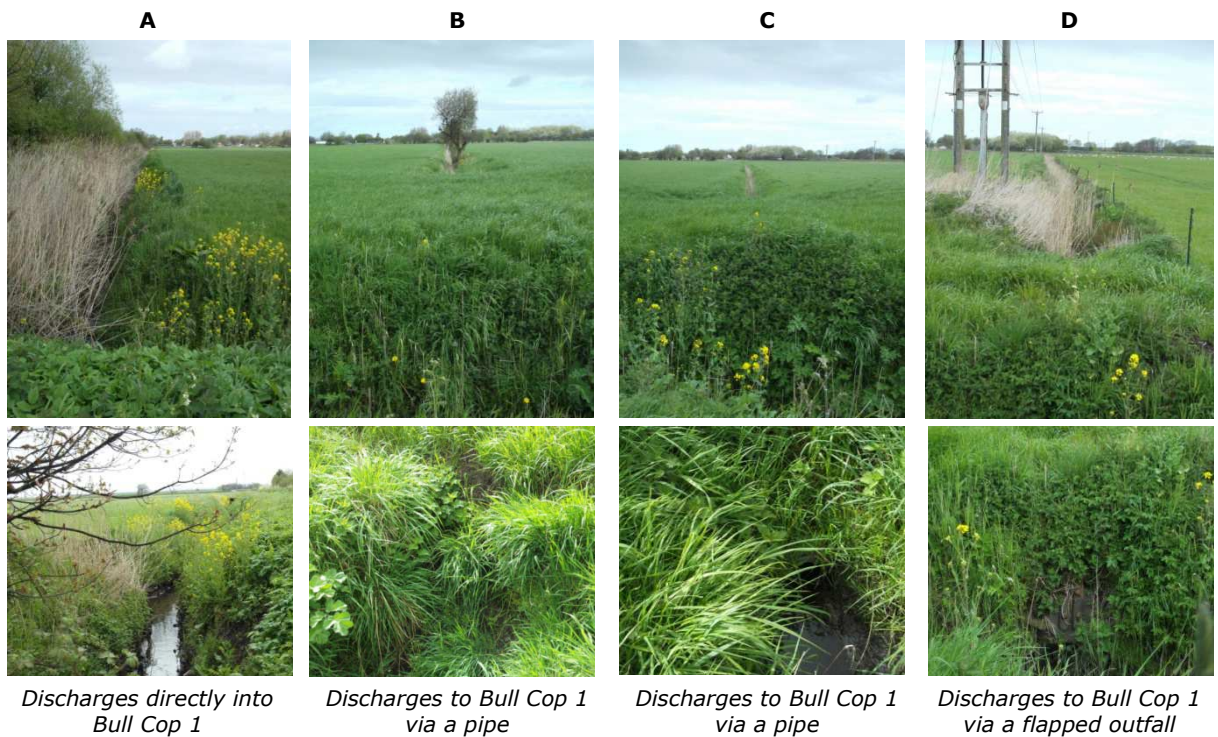 A
B
C
D
Discharges directly into
Bull Cop 1
Discharges to Bull Cop 1
via a pipe
Discharges to Bull Cop 1
via a pipe
Discharges to Bull Cop 1
via a flapped outfall